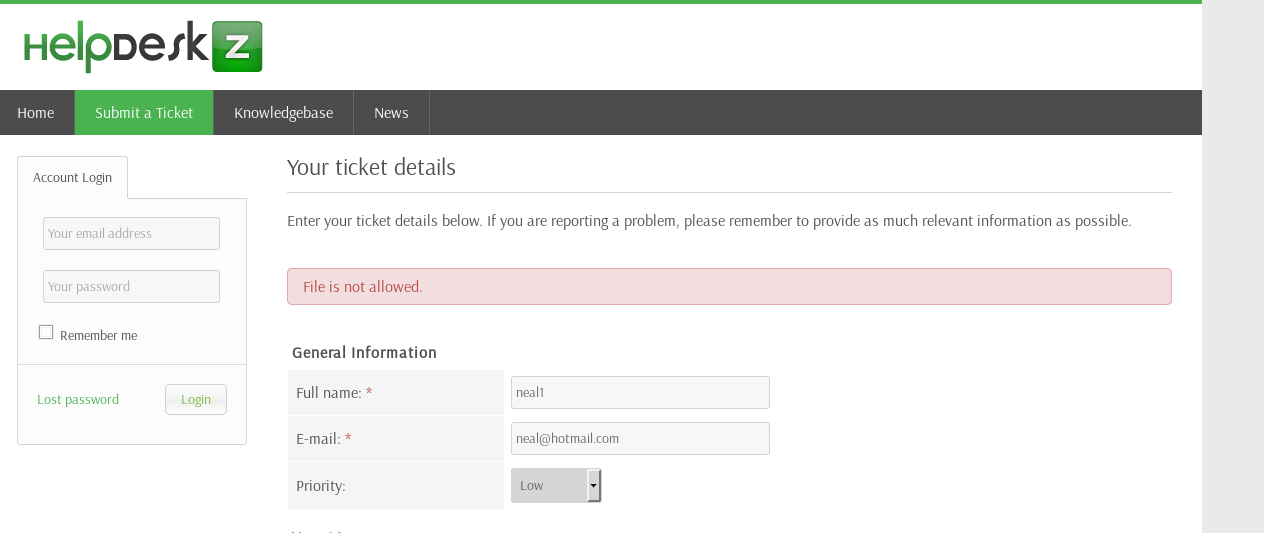 HelpDesk Z
Home
Submit a Ticket
Knowledgebase
News
Account Login
Your email address
Your password
Remember me
Lost password
Login
Your ticket details
Enter your ticket details below. If you are reporting a problem, please remember to provide as much relevant information as possible.
File is not allowed.
General Information
Full name: *
neal1
E-mail: *
neal@hotmail.com
Priority:
Low